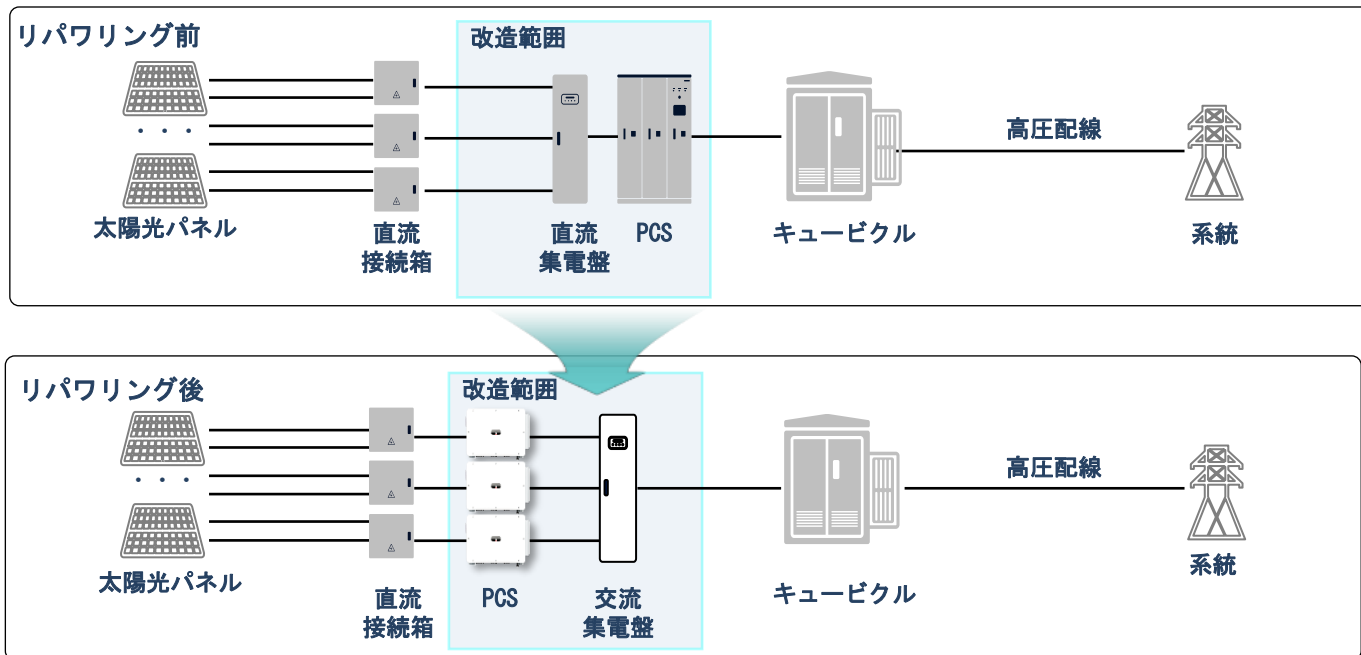 リパワリング前
改造範囲
・・・
太陽光パネル
直流
接続箱
直流
集電盤
PCS
キュービクル
高圧配線
系統
リパワリング後
改造範囲
・・・
太陽光パネル
直流
接続箱
PCS
交流
集電盤
キュービクル
高圧配線
系統